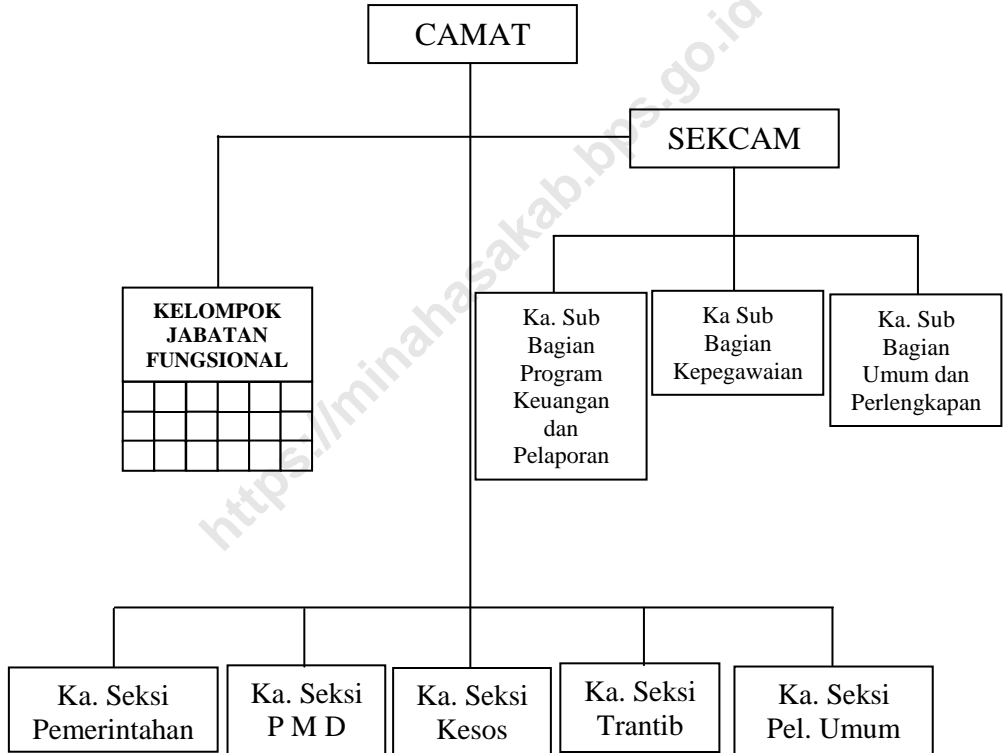 CAMAT
SEKCAM
KELOMPOK
JABATAN
FUNGSIONAL
Ka. Sub
Bagian
Program
Keuangan
dan
Pelaporan
Ka Sub
Bagian
Kepegawaian
Ka. Sub
Bagian
Umum dan
Perlengkapan
Ka. Seksi
Pemerintahan
Ka. Seksi
P M D
Ka. Seksi
Kesos
Ka. Seksi
Trantib
Ka. Seksi
Pel. Umum
https://minahasakab.bps.go.id